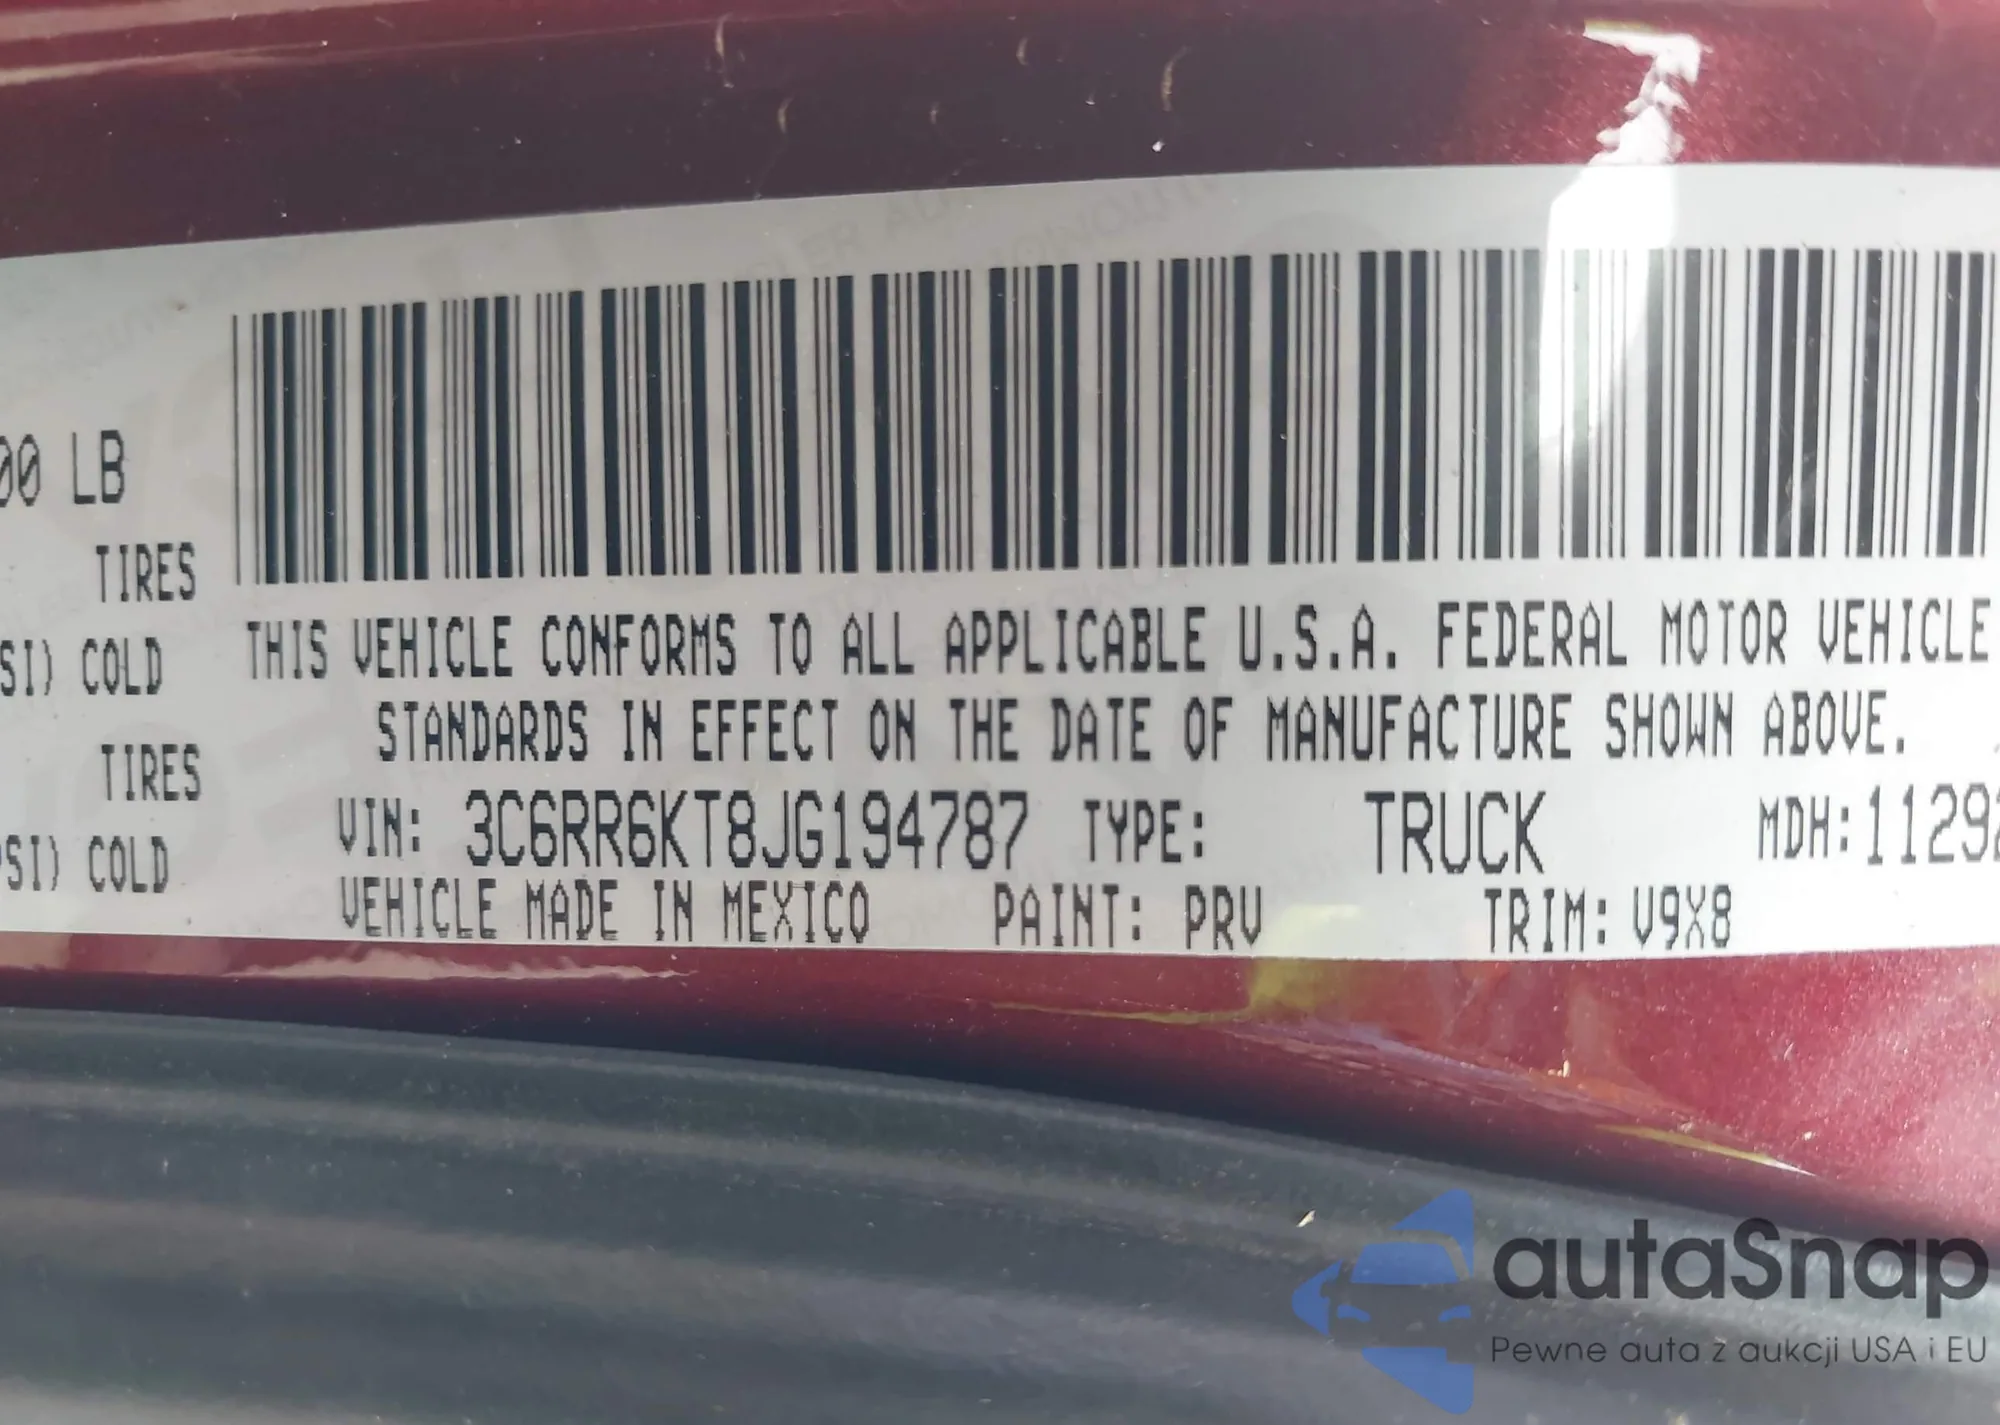 00 LB
TIRES
SI) COLD
TIRES
PSI) COLD
THIS VEHICLE CONFORMS TO ALL APPLICABLE U.S.A. FEDERAL MOTOR VEHICLE
STANDARDS IN EFFECT ON THE DATE OF MANUFACTURE SHOWN ABOVE.
VIN: 3C6RR6KT8JG194787 TYPE: TRUCK MDH:11292
VEHICLE MADE IN MEXICO PAINT: PRV TRIM: V9X8
autaSnap
Pewne auta z aukcji USA i EU